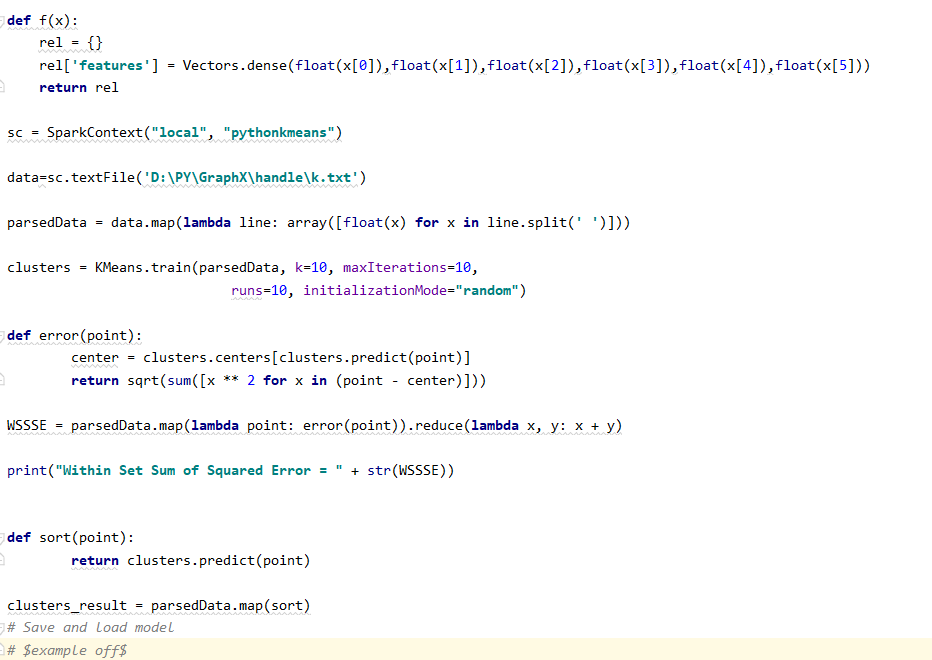 def f(x):
    rel = {}
    rel['features'] = Vectors.dense(float(x[0]),float(x[1]),float(x[2]),float(x[3]),float(x[4]),float(x[5]))
    return rel
sc = SparkContext("local", "pythonkmeans")
data=sc.textFile('D:\PY\GraphX\handle\k.txt')
parsedData = data.map(lambda line: array([float(x) for x in line.split(' ')]))
clusters = KMeans.train(parsedData, k=10, maxIterations=10,
                            runs=10, initializationMode="random")
def error(point):
        center = clusters.centers[clusters.predict(point)]
        return sqrt(sum([x ** 2 for x in (point - center)]))
WSSSE = parsedData.map(lambda point: error(point)).reduce(lambda x, y: x + y)
print("Within Set Sum of Squared Error = " + str(WSSSE))
def sort(point):
        return clusters.predict(point)
clusters_result = parsedData.map(sort)
# Save and load model
# $example off$